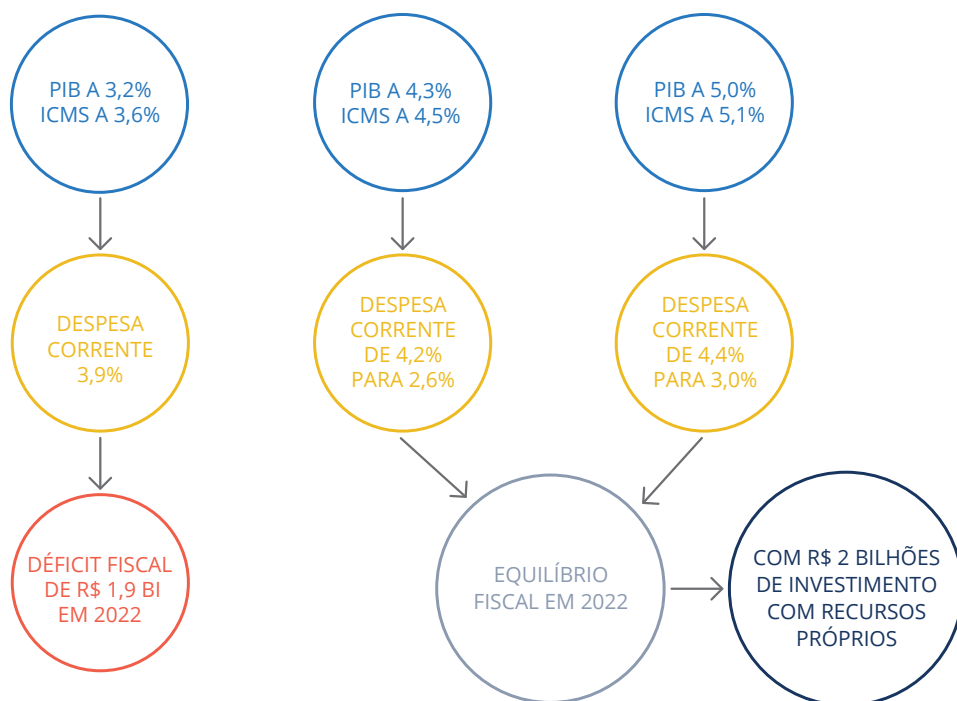 PIB A 3,2%
ICMS A 3,6%
PIB A 4,3%
ICMS A 4,5%
PIB A 5,0%
ICMS A 5,1%
DESPESA
CORRENTE
3,9%
DESPESA
CORRENTE
DE 4,2%
PARA 2,6%
DESPESA
CORRENTE
DE 4,4%
PARA 3,0%
DÉFICIT FISCAL
DE R$ 1,9 BI
EM 2022
EQUILÍBRIO
FISCAL EM 2022
COM R$ 2 BILHÕES
DE INVESTIMENTO
COM RECURSOS
PRÓPRIOS